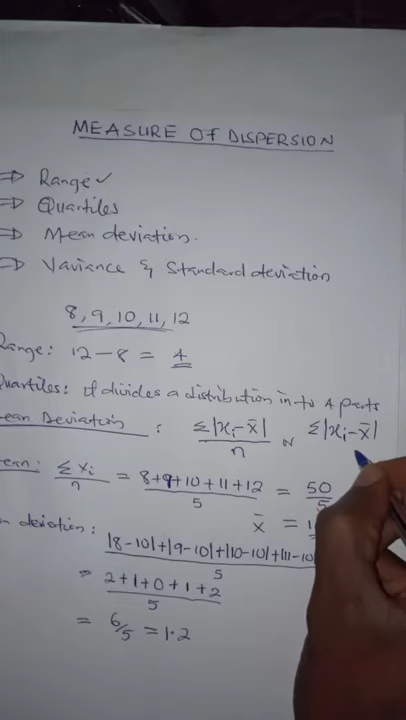 MEASURE OF DISPERSION
⇒ Range ✓
⇒ Quartiles
⇒ Mean deviation.
⇒ Variance & Standard deviation
8, 9, 10, 11, 12
Range: 12 - 8 = 4
Quartiles: it divides a distribution in to 4 parts
ean Deviation : Σ|xi - x̄| / n or Σ|xi - x̄|
ean: Σxi / n = 8+9+10+11+12 / 5 = 50 / 5
x̄ = 1
n deviation:
|8-10|+|9-10|+|10-10|+|11-10| / 5
= 2+1+0+1+2 / 5
= 6/5 = 1.2